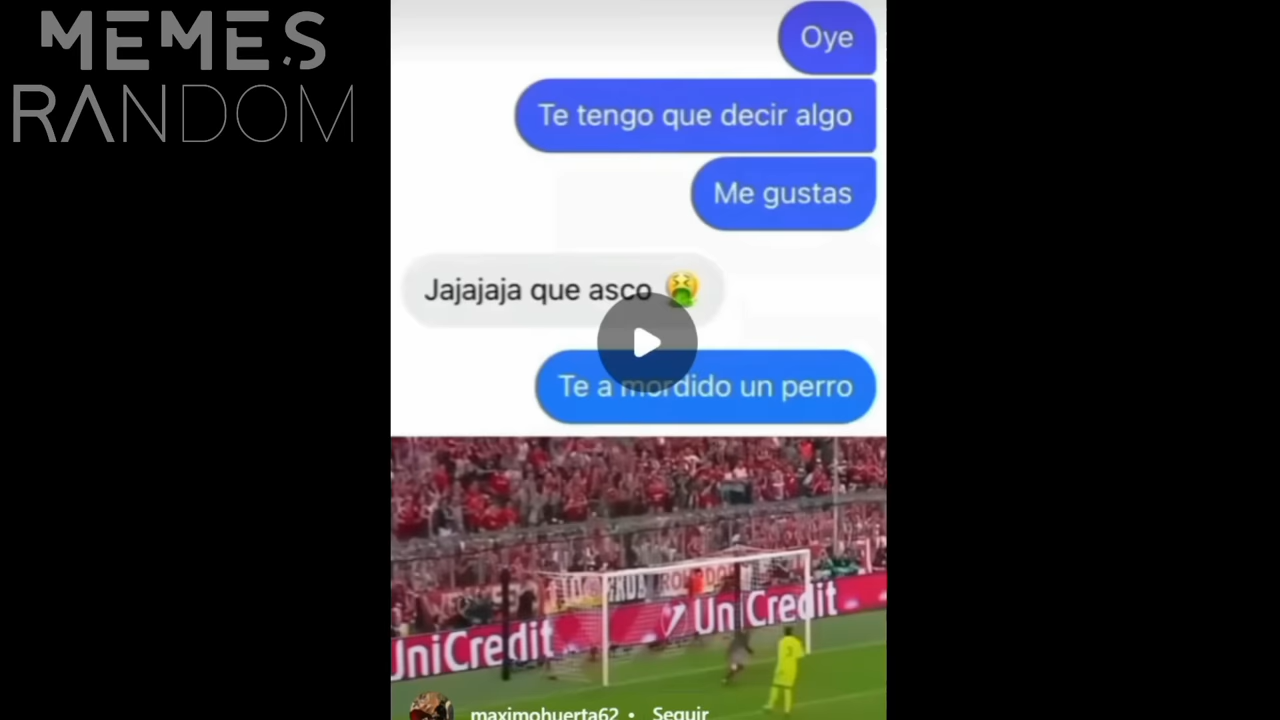 MEMES
RANDOM
Oye
Te tengo que decir algo
Me gustas
Jajajaja que asco 🤮
Te a mordido un perro
UniCredit
UniCredit
maximohuerta62 • Seguir